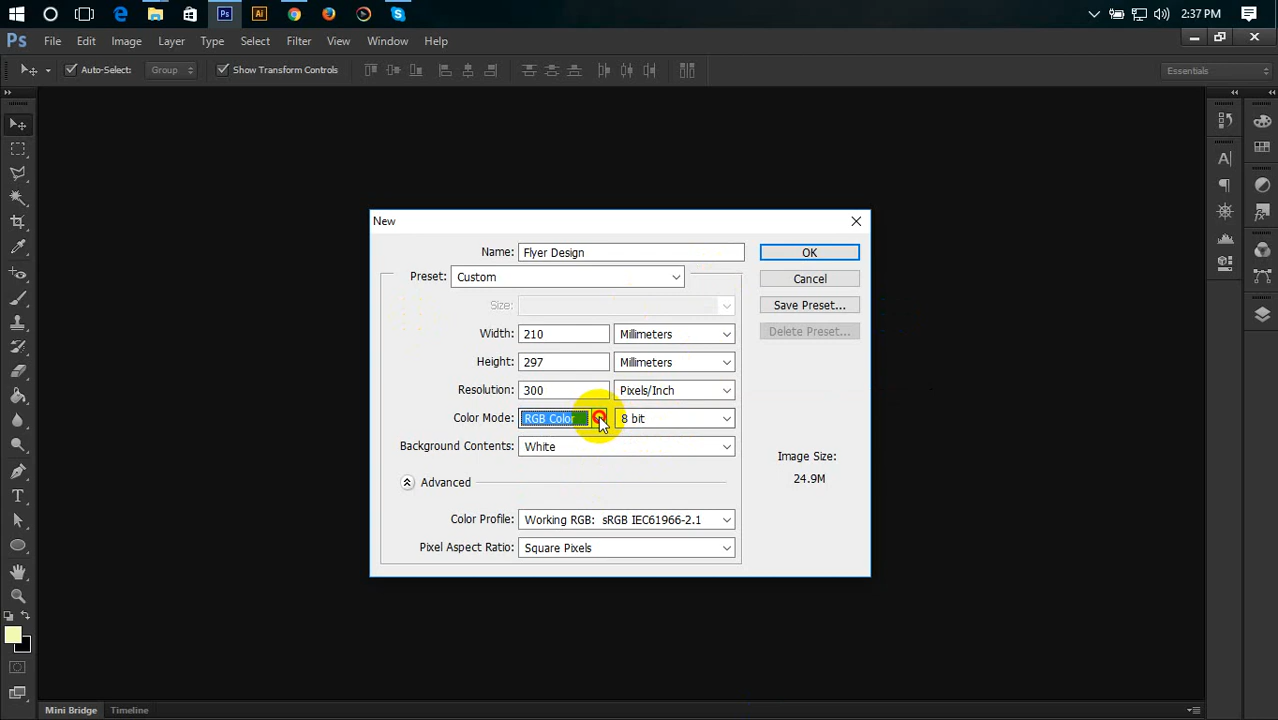 2:37 PM
Ps File Edit Image Layer Type Select Filter View Window Help
Auto-Select: Group Show Transform Controls Essentials
New
Name: Flyer Design OK
Preset: Custom Cancel
Size: Save Preset...
Width: 210 Millimeters Delete Preset...
Height: 297 Millimeters
Resolution: 300 Pixels/Inch
Color Mode: RGB Color 8 bit
Background Contents: White
Image Size:
24.9M
Advanced
Color Profile: Working RGB: sRGB IEC61966-2.1
Pixel Aspect Ratio: Square Pixels
Mini Bridge Timeline